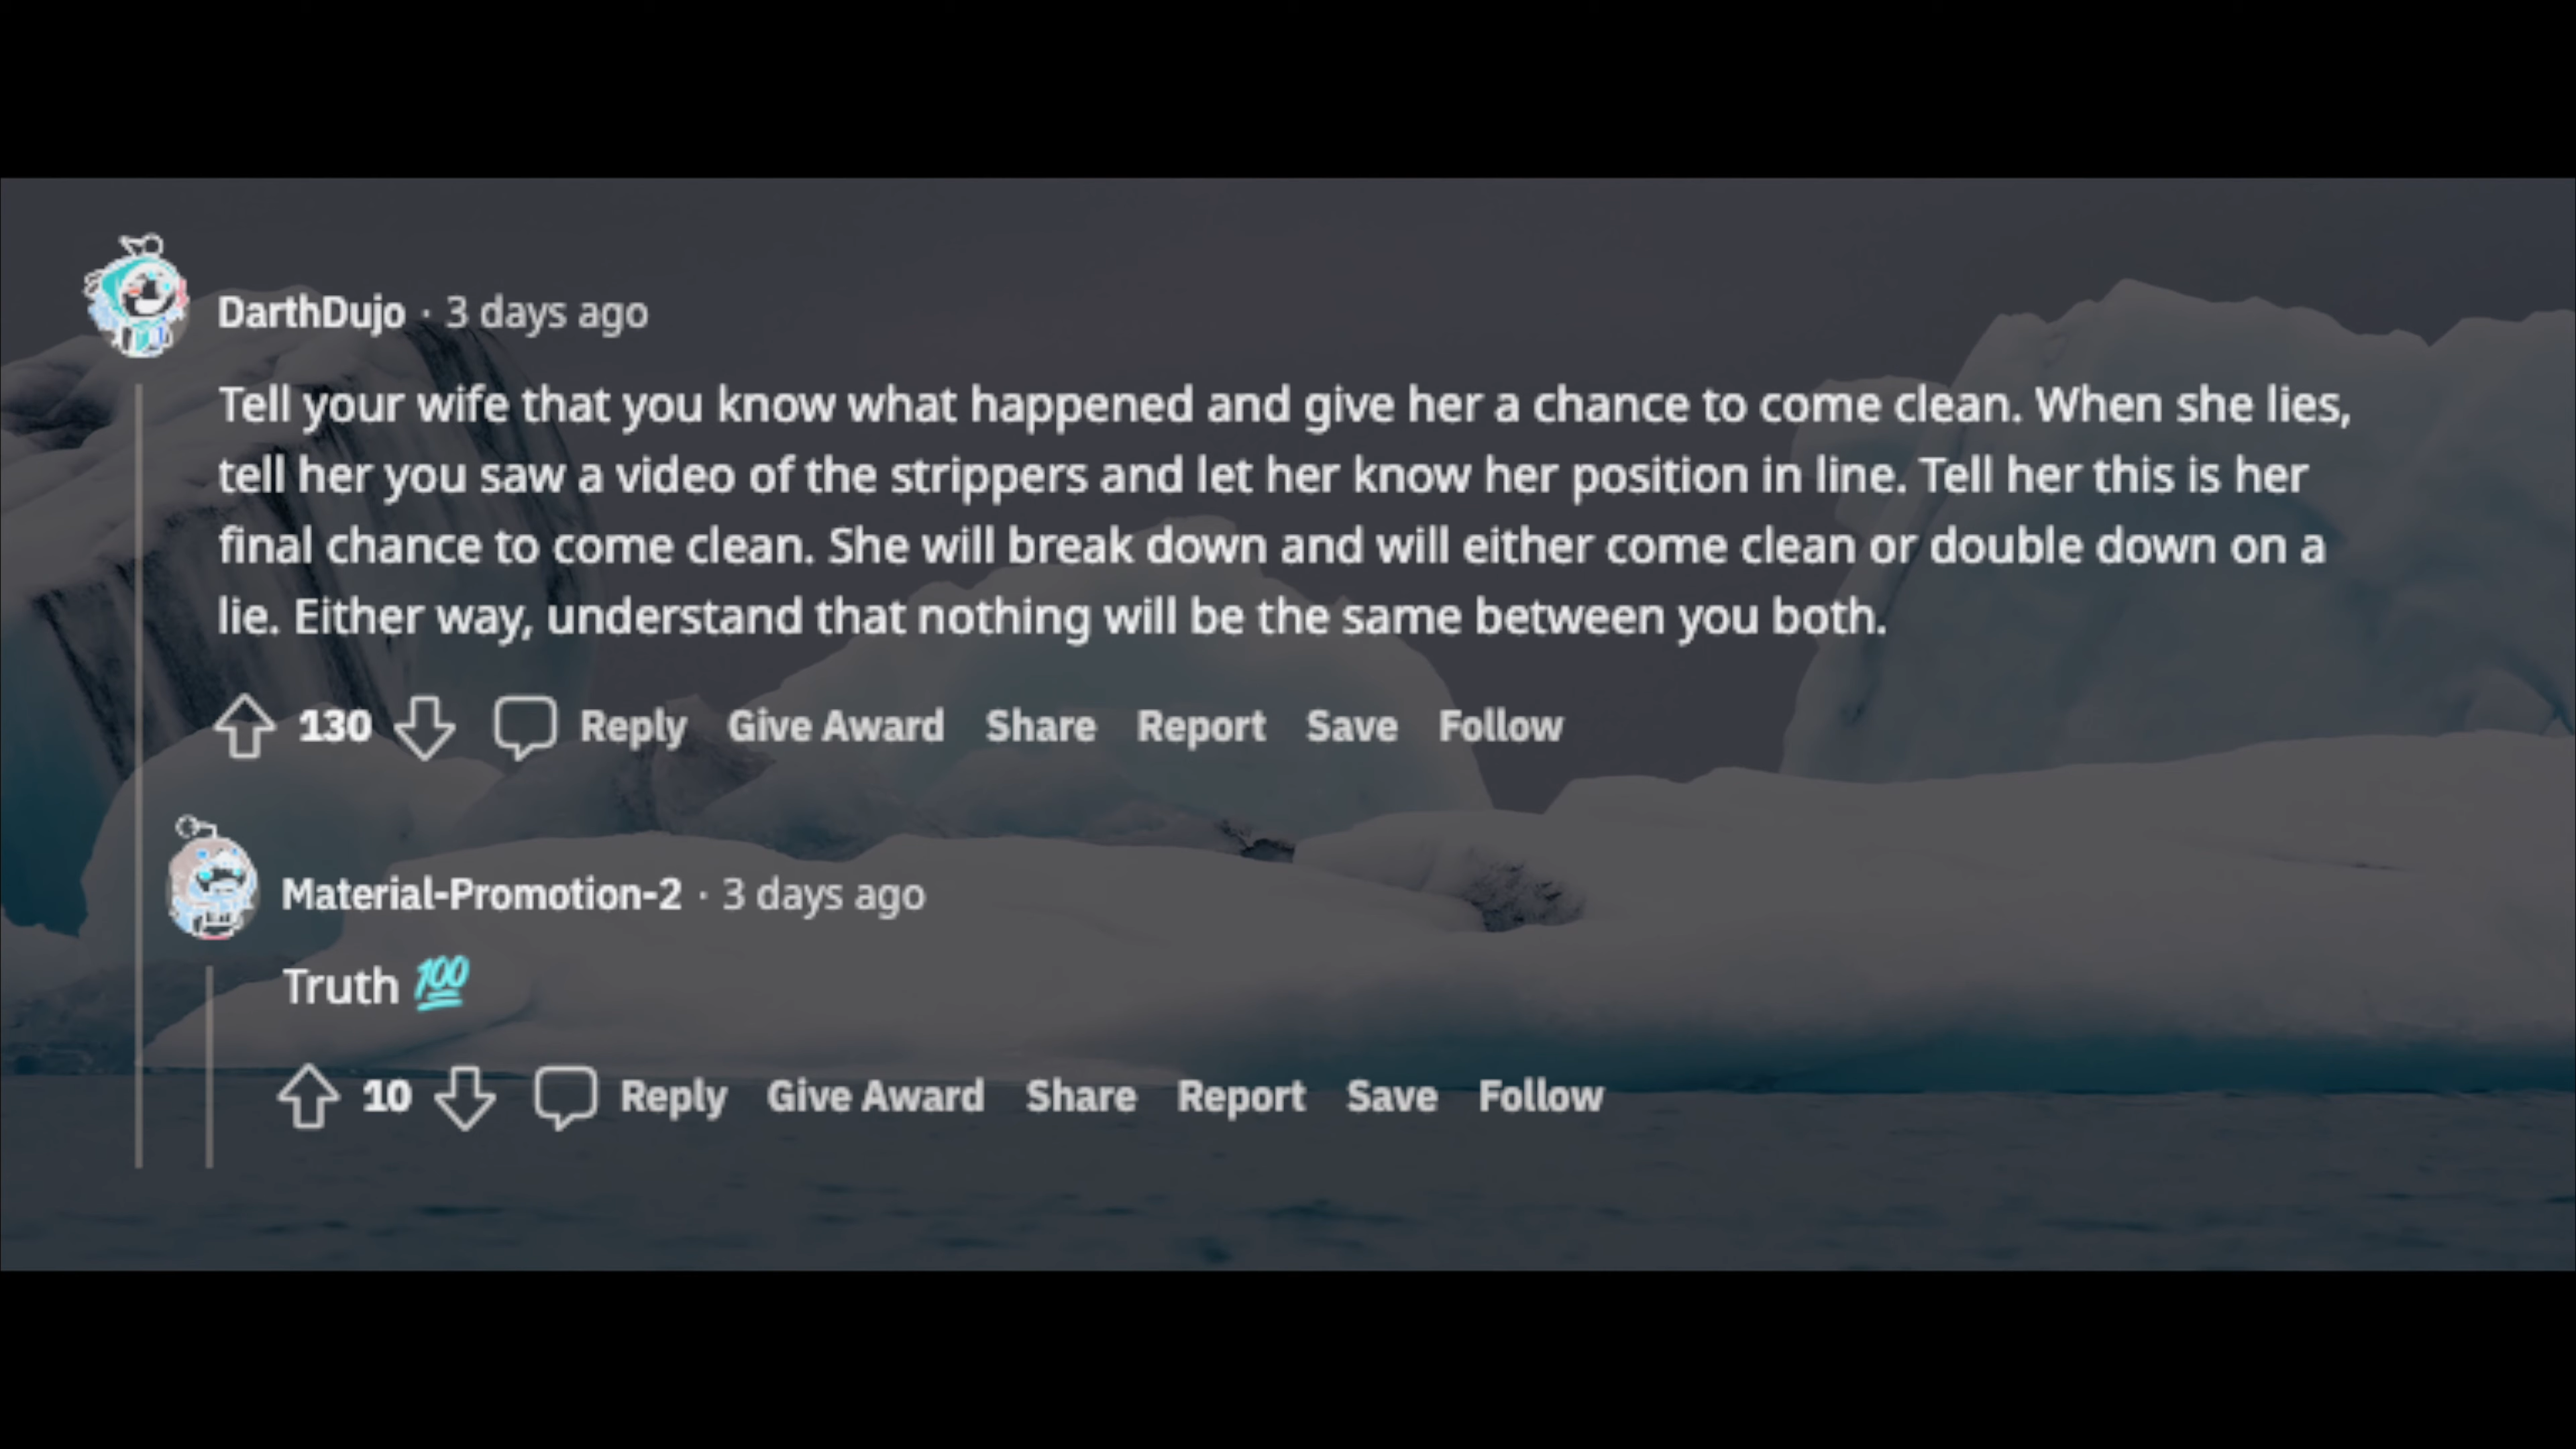 DarthDujo · 3 days ago
Tell your wife that you know what happened and give her a chance to come clean. When she lies,
tell her you saw a video of the strippers and let her know her position in line. Tell her this is her
final chance to come clean. She will break down and will either come clean or double down on a
lie. Either way, understand that nothing will be the same between you both.
130 Reply Give Award Share Report Save Follow
Material-Promotion-2 · 3 days ago
Truth 💯
10 Reply Give Award Share Report Save Follow